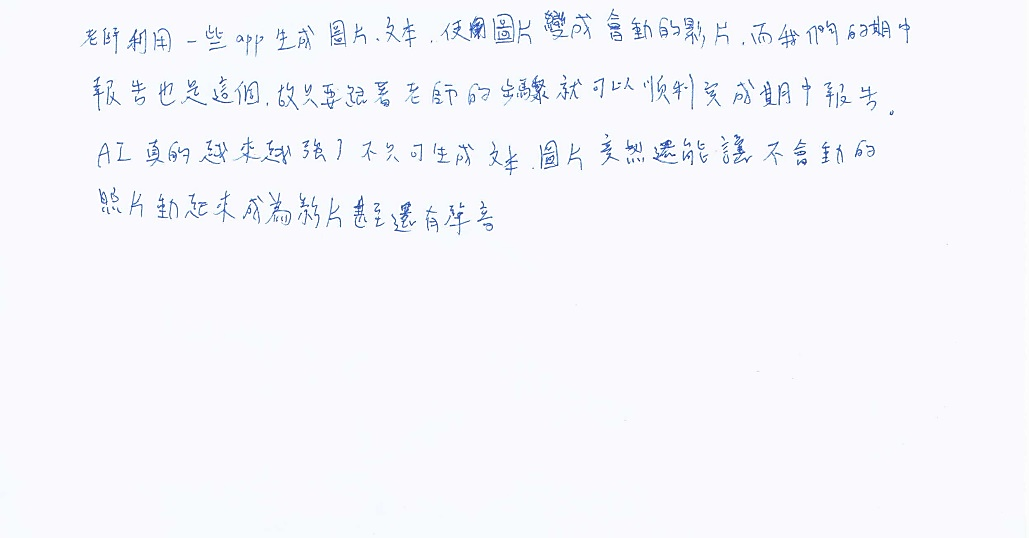 老師利用一些app生成圖片、文本,使圖片變成會動的影片,而我們的期中
報告也是這個,故只要跟著老師的步驟就可以順利完成期中報告。
AI真的越來越強了不只可生成文本、圖片竟然還能讓不會動的
照片動起來成為影片甚至還有聲音